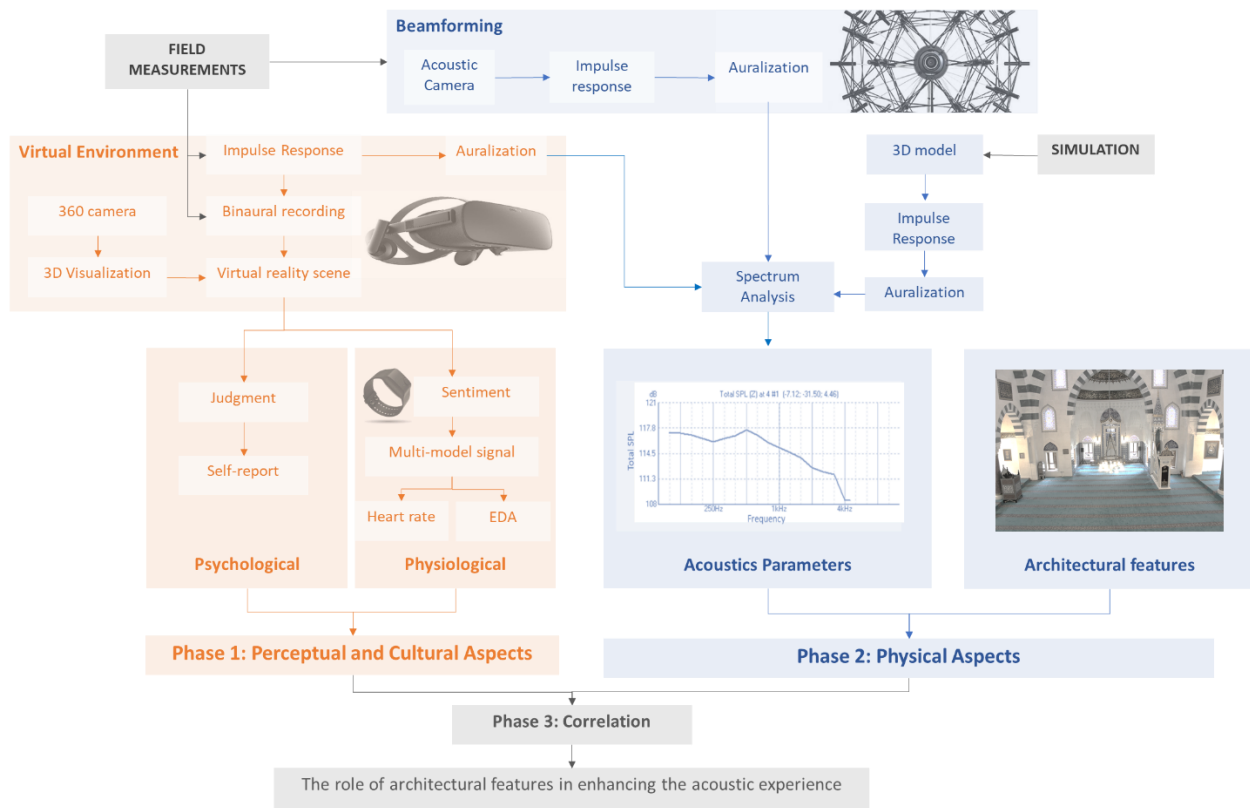 Beamforming
FIELD
MEASUREMENTS
Acoustic
Camera
Impulse
response
Auralization
Virtual Environment
Impulse Response
Auralization
3D model
SIMULATION
360 camera
Binaural recording
Impulse
Response
3D Visualization
Virtual reality scene
Spectrum
Analysis
Auralization
Judgment
Self-report
Sentiment
Multi-model signal
Heart rate
EDA
dB
Total SPL (Z) at 4 #1 (-7.12; -31.50; 4.46)
121
117.8
114.5
111.3
108
Total SPL
250Hz
1kHz
4kHz
Frequency
Psychological
Physiological
Acoustics Parameters
Architectural features
Phase 1: Perceptual and Cultural Aspects
Phase 2: Physical Aspects
Phase 3: Correlation
The role of architectural features in enhancing the acoustic experience